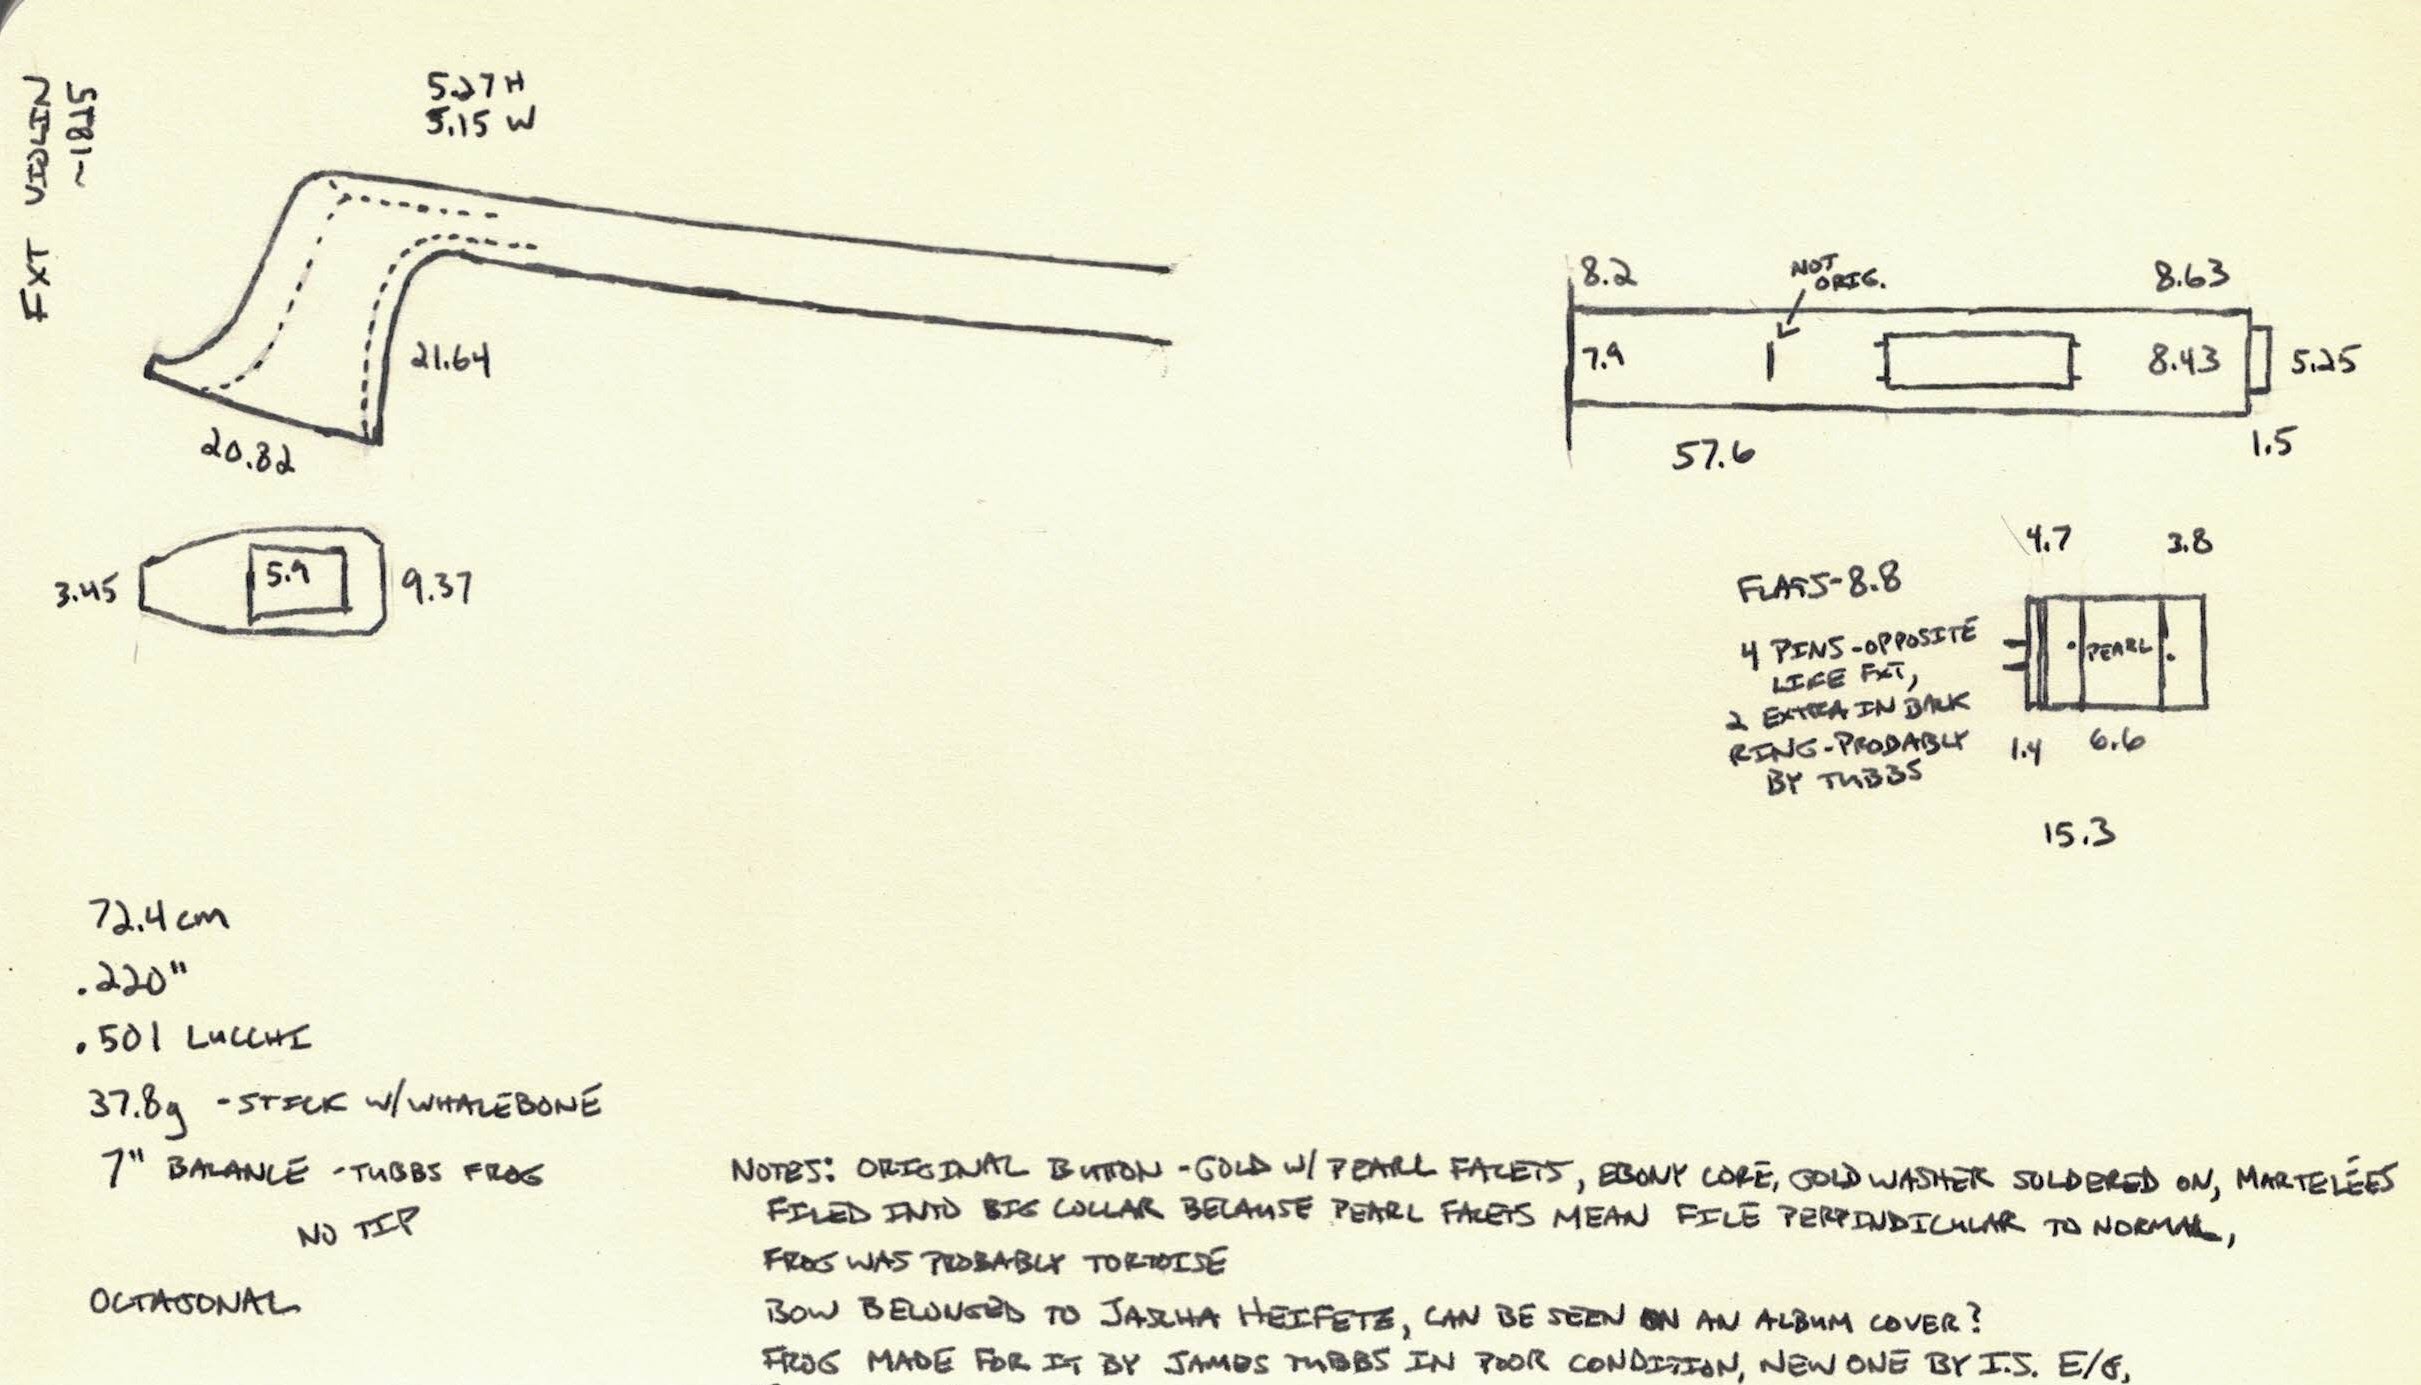 FXT VIOLIN
~1825
5.27 H
5.15 W
21.64
20.82
3.45
5.9
9.37
8.2
NOT
ORIG.
8.63
7.9
8.43
5.25
57.6
1.5
4.7
3.8
FLATS-8.8
4 PINS-OPPOSITE
LIKE FXT,
2 EXTRA IN BACK
RING-PROBABLY
BY TUBBS
PEARL
1.4
6.6
15.3
72.4 cm
.220"
.501 LUCCHI
37.8g -STICK W/WHALEBONE
7" BALANCE -TUBBS FROG
NO TIP
OCTAGONAL
NOTES: ORIGINAL BUTTON -GOLD W/ PEARL FACETS, EBONY CORE, GOLD WASHER SOLDERED ON, MARTELÉES
FILED INTO BIG COLLAR BECAUSE PEARL FACETS MEAN FILE PERPINDICULAR TO NORMAL,
FROG WAS PROBABLY TORTOISE
BOW BELONGED TO JASCHA HEIFETZ, CAN BE SEEN ON AN ALBUM COVER?
FROG MADE FOR IT BY JAMES TUBBS IN POOR CONDITION, NEW ONE BY I.S. E/G,